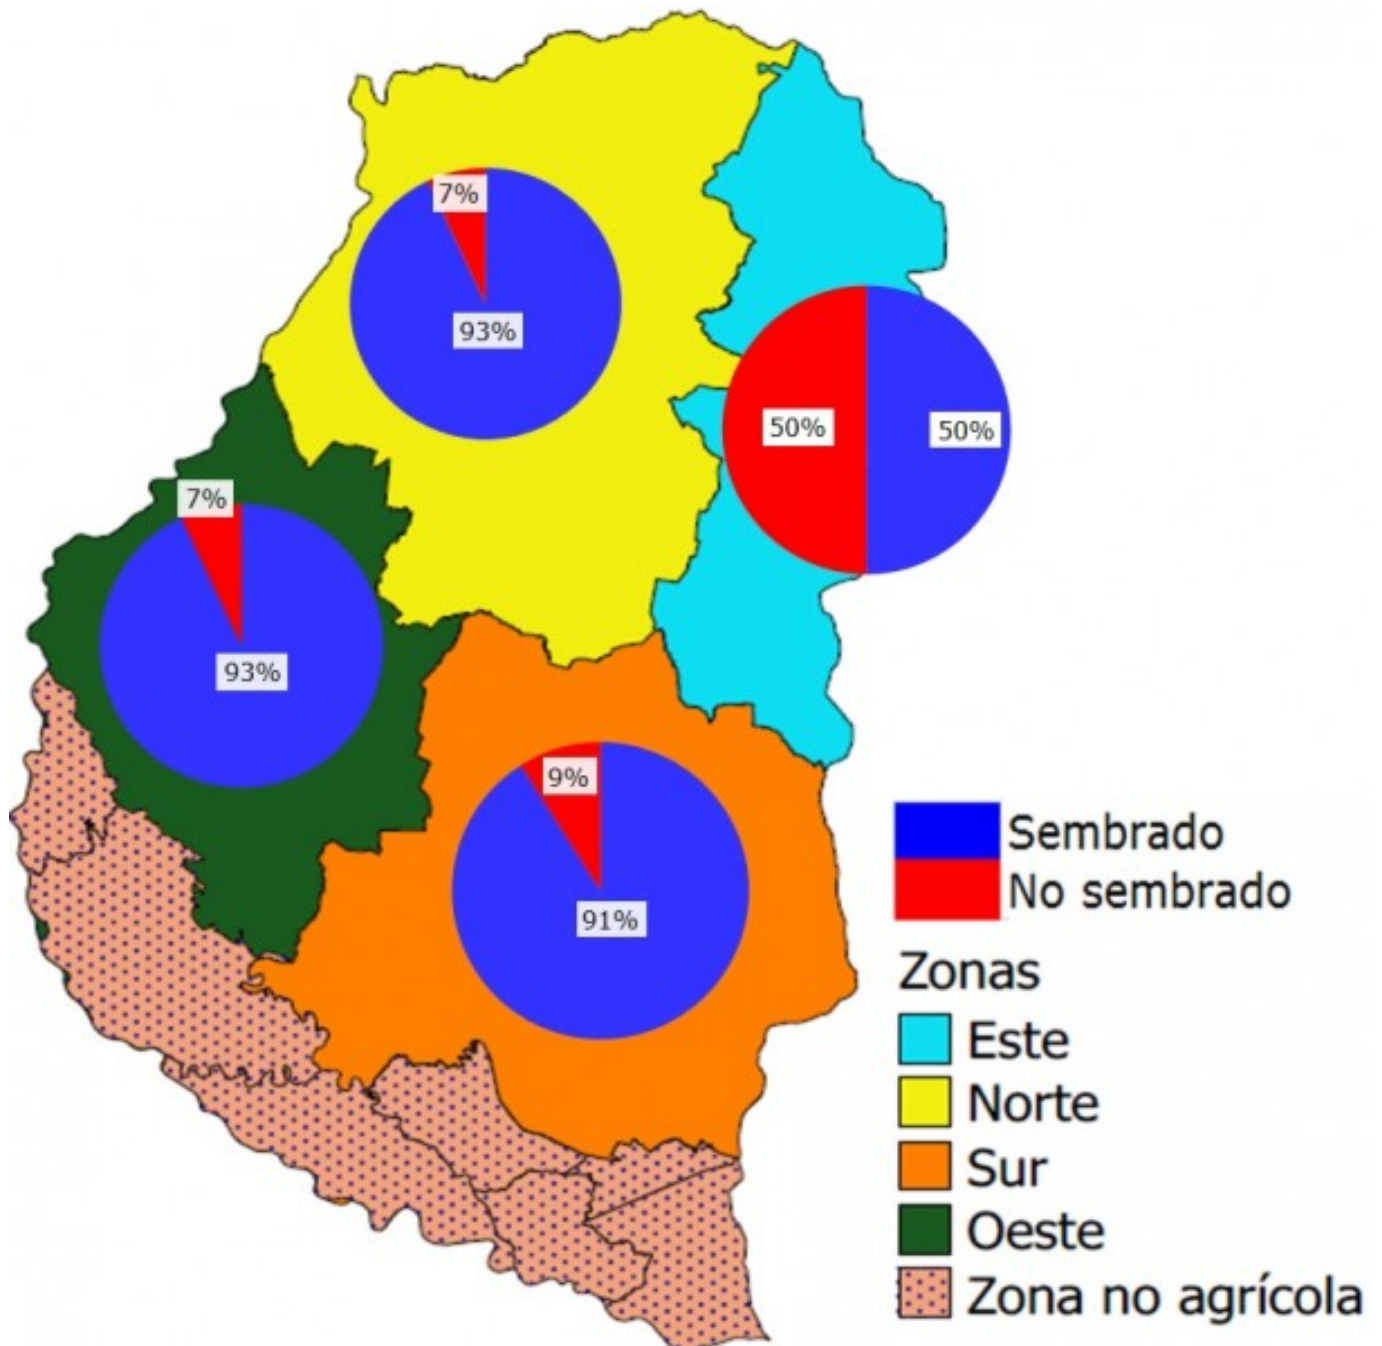 7%
93%
50%
50%
7%
93%
9%
91%
Sembrado
No sembrado
Zonas
Este
Norte
Sur
Oeste
Zona no agrícola